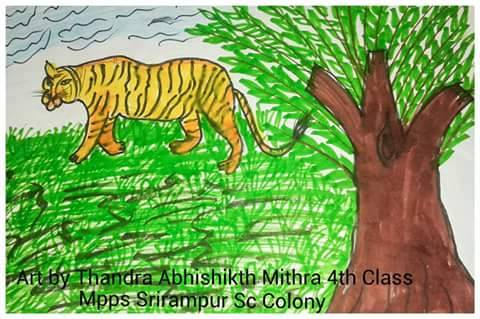 Art by Thandra Abhishikth Mithra 4th Class
Mpps Srirampur Sc Colony